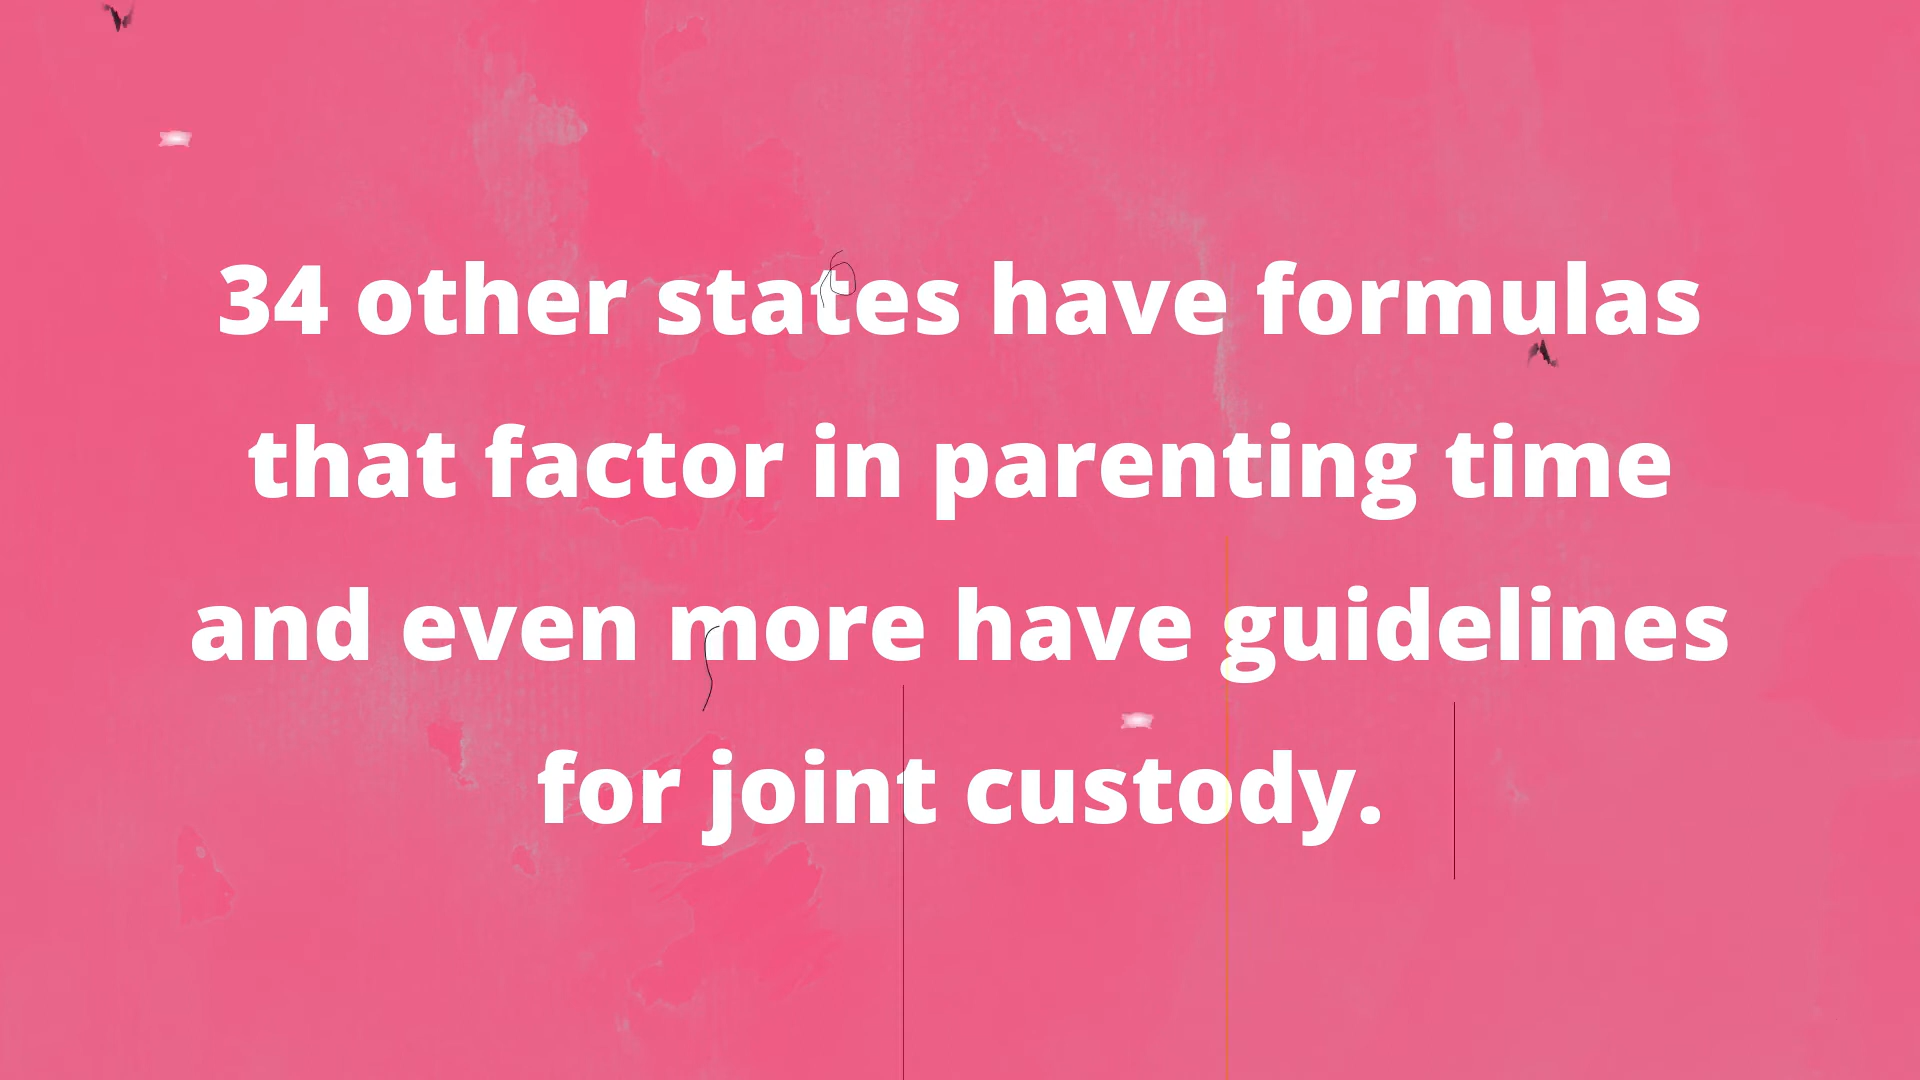 34 other states have formulas
that factor in parenting time
and even more have guidelines
for joint custody.